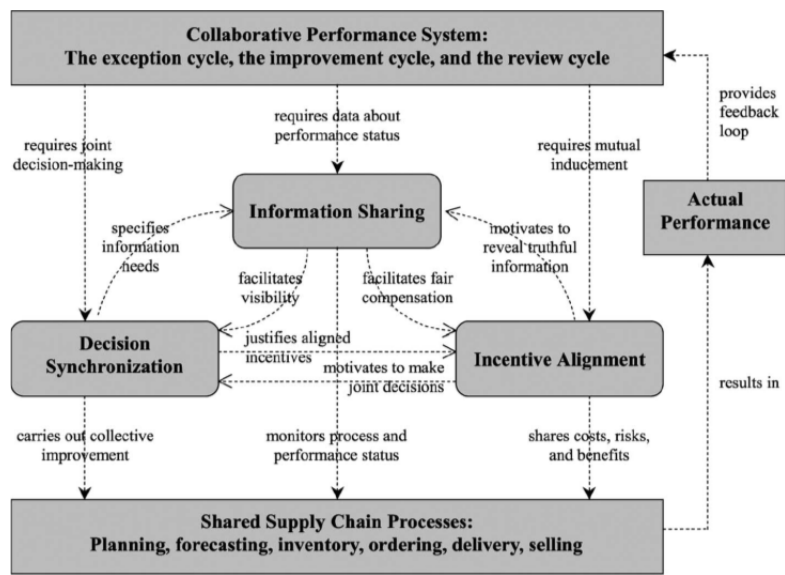 Collaborative Performance System:
The exception cycle, the improvement cycle, and the review cycle
provides
feedback
loop
requires joint
decision-making
requires data about
performance status
requires mutual
inducement
Information Sharing
Actual
Performance
specifies
information
needs
motivates to
reveal truthful
information
facilitates
visibility
facilitates fair
compensation
Decision
Synchronization
justifies aligned
incentives
motivates to make
joint decisions
Incentive Alignment
results in
carries out collective
improvement
monitors process and
performance status
shares costs, risks,
and benefits
Shared Supply Chain Processes:
Planning, forecasting, inventory, ordering, delivery, selling